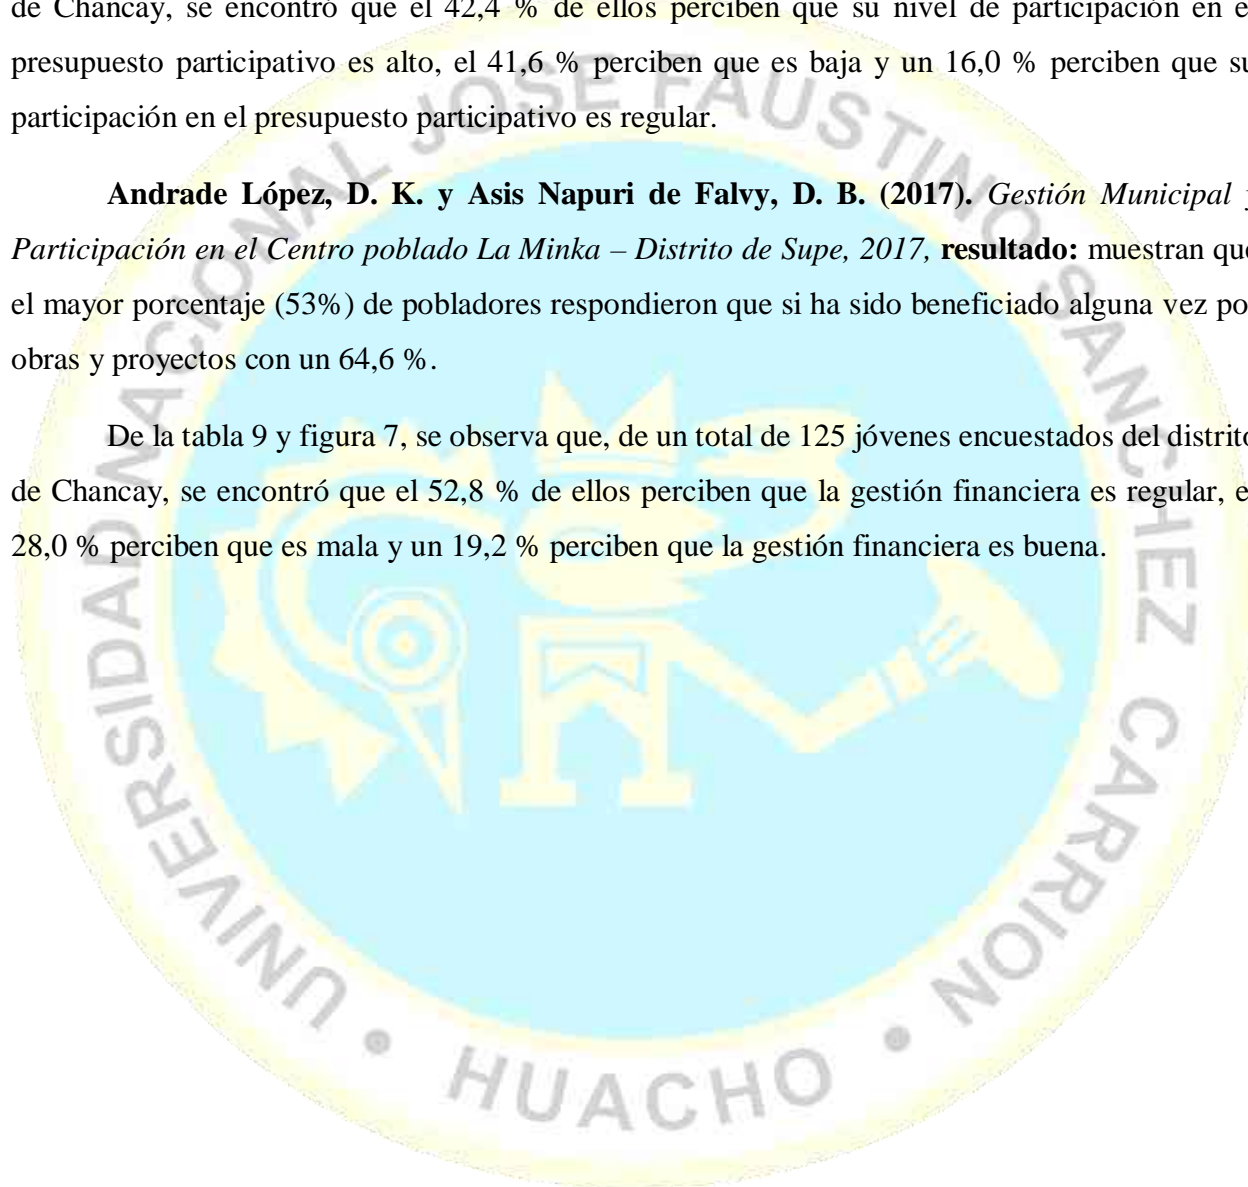 de Chancay, se encontró que el 42,4 % de ellos perciben que su nivel de participación en e
presupuesto participativo es alto, el 41,6 % perciben que es baja y un 16,0 % perciben que su
participación en el presupuesto participativo es regular.
Andrade López, D. K. y Asis Napuri de Falvy, D. B. (2017). Gestión Municipal y
Participación en el Centro poblado La Minka – Distrito de Supe, 2017, resultado: muestran que
el mayor porcentaje (53%) de pobladores respondieron que si ha sido beneficiado alguna vez po
obras y proyectos con un 64,6 %.
De la tabla 9 y figura 7, se observa que, de un total de 125 jóvenes encuestados del distrito
de Chancay, se encontró que el 52,8 % de ellos perciben que la gestión financiera es regular, e
28,0 % perciben que es mala y un 19,2 % perciben que la gestión financiera es buena.
UNIVERSIDAD NACIONAL JOSE FAUSTINO SANCHEZ CARRION
• HUACHO •